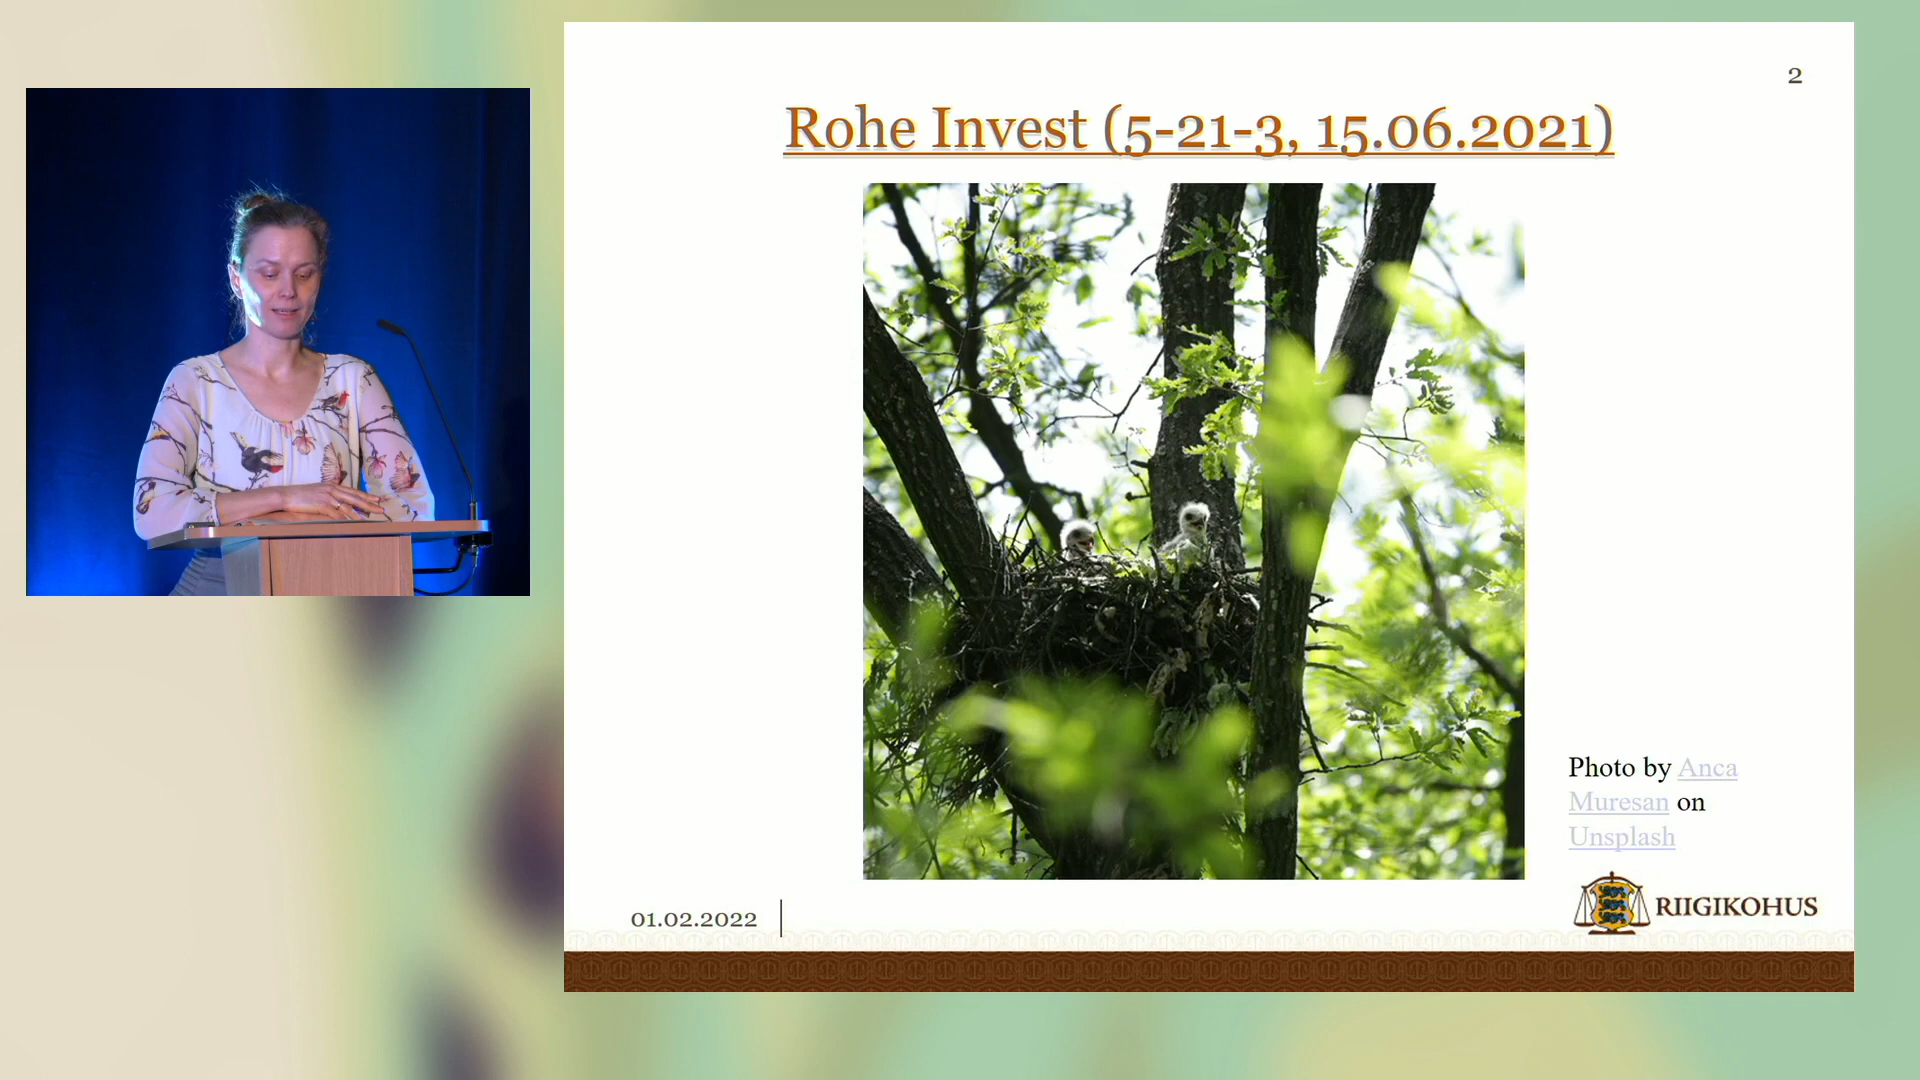 2
Rohe Invest (5-21-3, 15.06.2021)
Photo by Anca
Muresan on
Unsplash
01.02.2022
RIIGIKOHUS